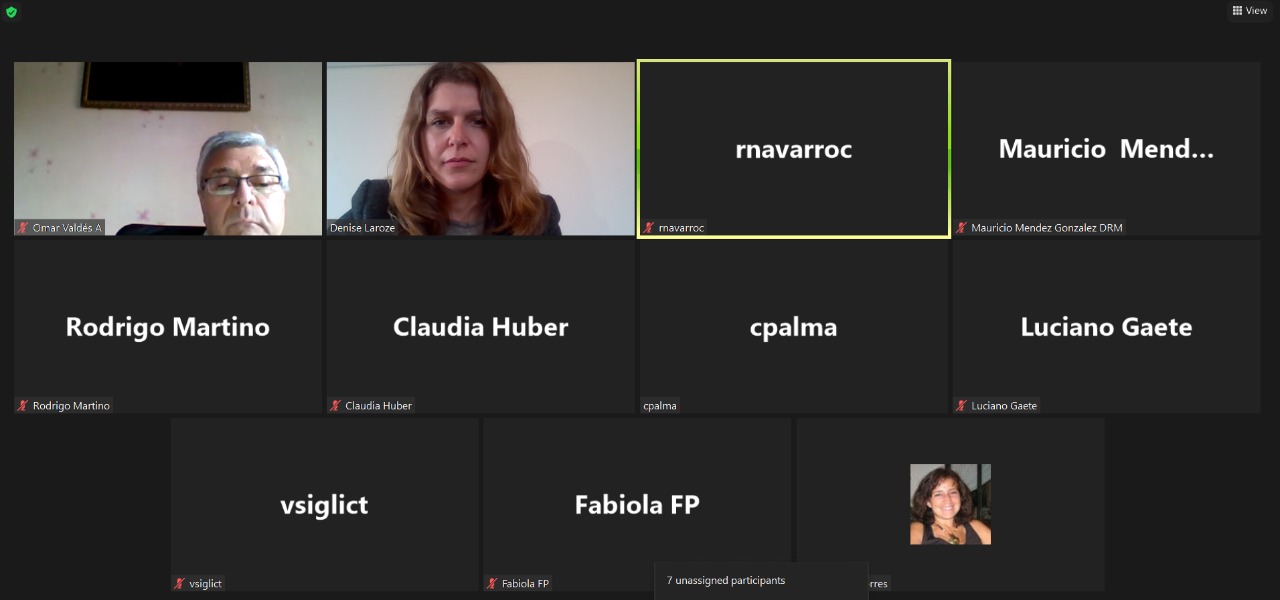 View
Omar Valdés A
Denise Laroze
rnavarroc
rnavarroc
Mauricio Mend...
Mauricio Mendez Gonzalez DRM
Rodrigo Martino
Rodrigo Martino
Claudia Huber
Claudia Huber
cpalma
cpalma
Luciano Gaete
Luciano Gaete
vsiglict
vsiglict
Fabiola FP
Fabiola FP
7 unassigned participants
rres